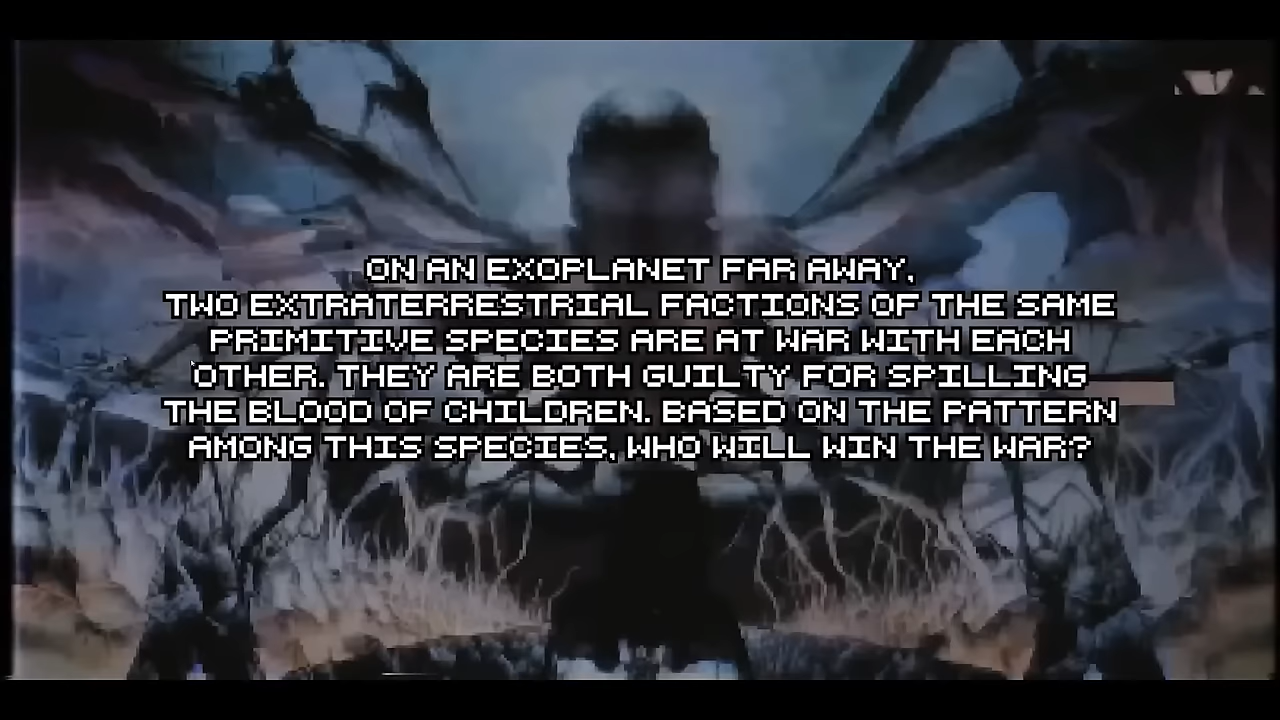 ON AN EXOPLANET FAR AWAY,
TWO EXTRATERRESTRIAL FACTIONS OF THE SAME
PRIMITIVE SPECIES ARE AT WAR WITH EACH
OTHER. THEY ARE BOTH GUILTY FOR SPILLING
THE BLOOD OF CHILDREN. BASED ON THE PATTERN
AMONG THIS SPECIES, WHO WILL WIN THE WAR?